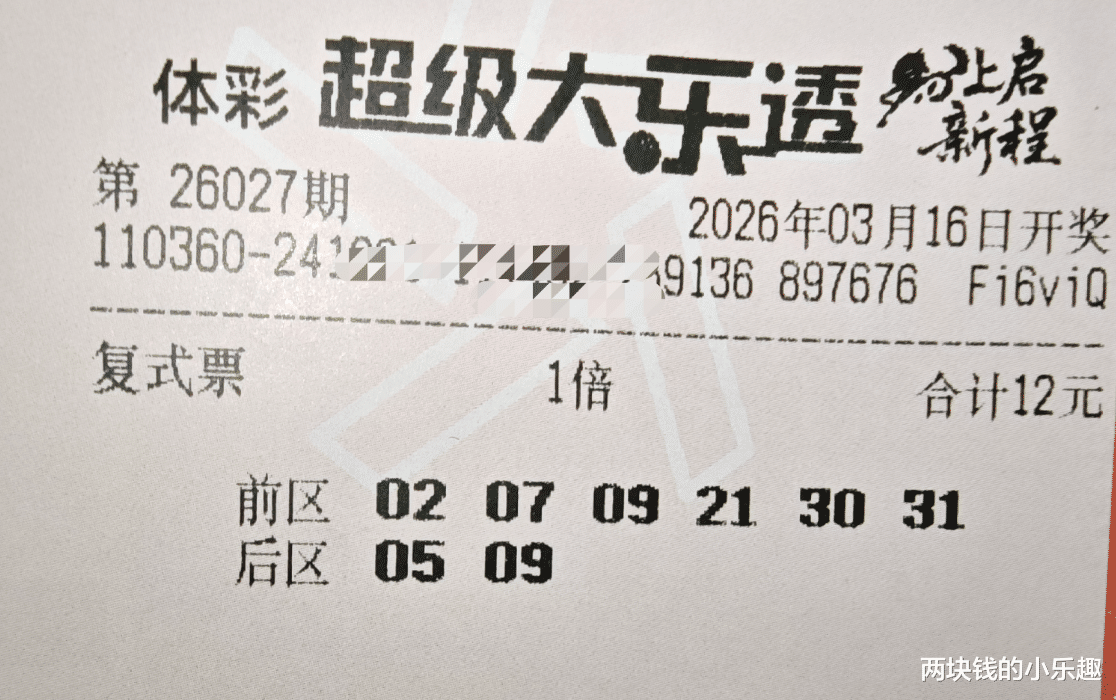 体彩 超级大乐透 马上启
新程
第 26027期
2026年03月16日开奖
110360-241 9136 897676 Fi6viQ
复式票 1倍 合计12元
前区 02 07 09 21 30 31
后区 05 09
两块钱的小乐趣